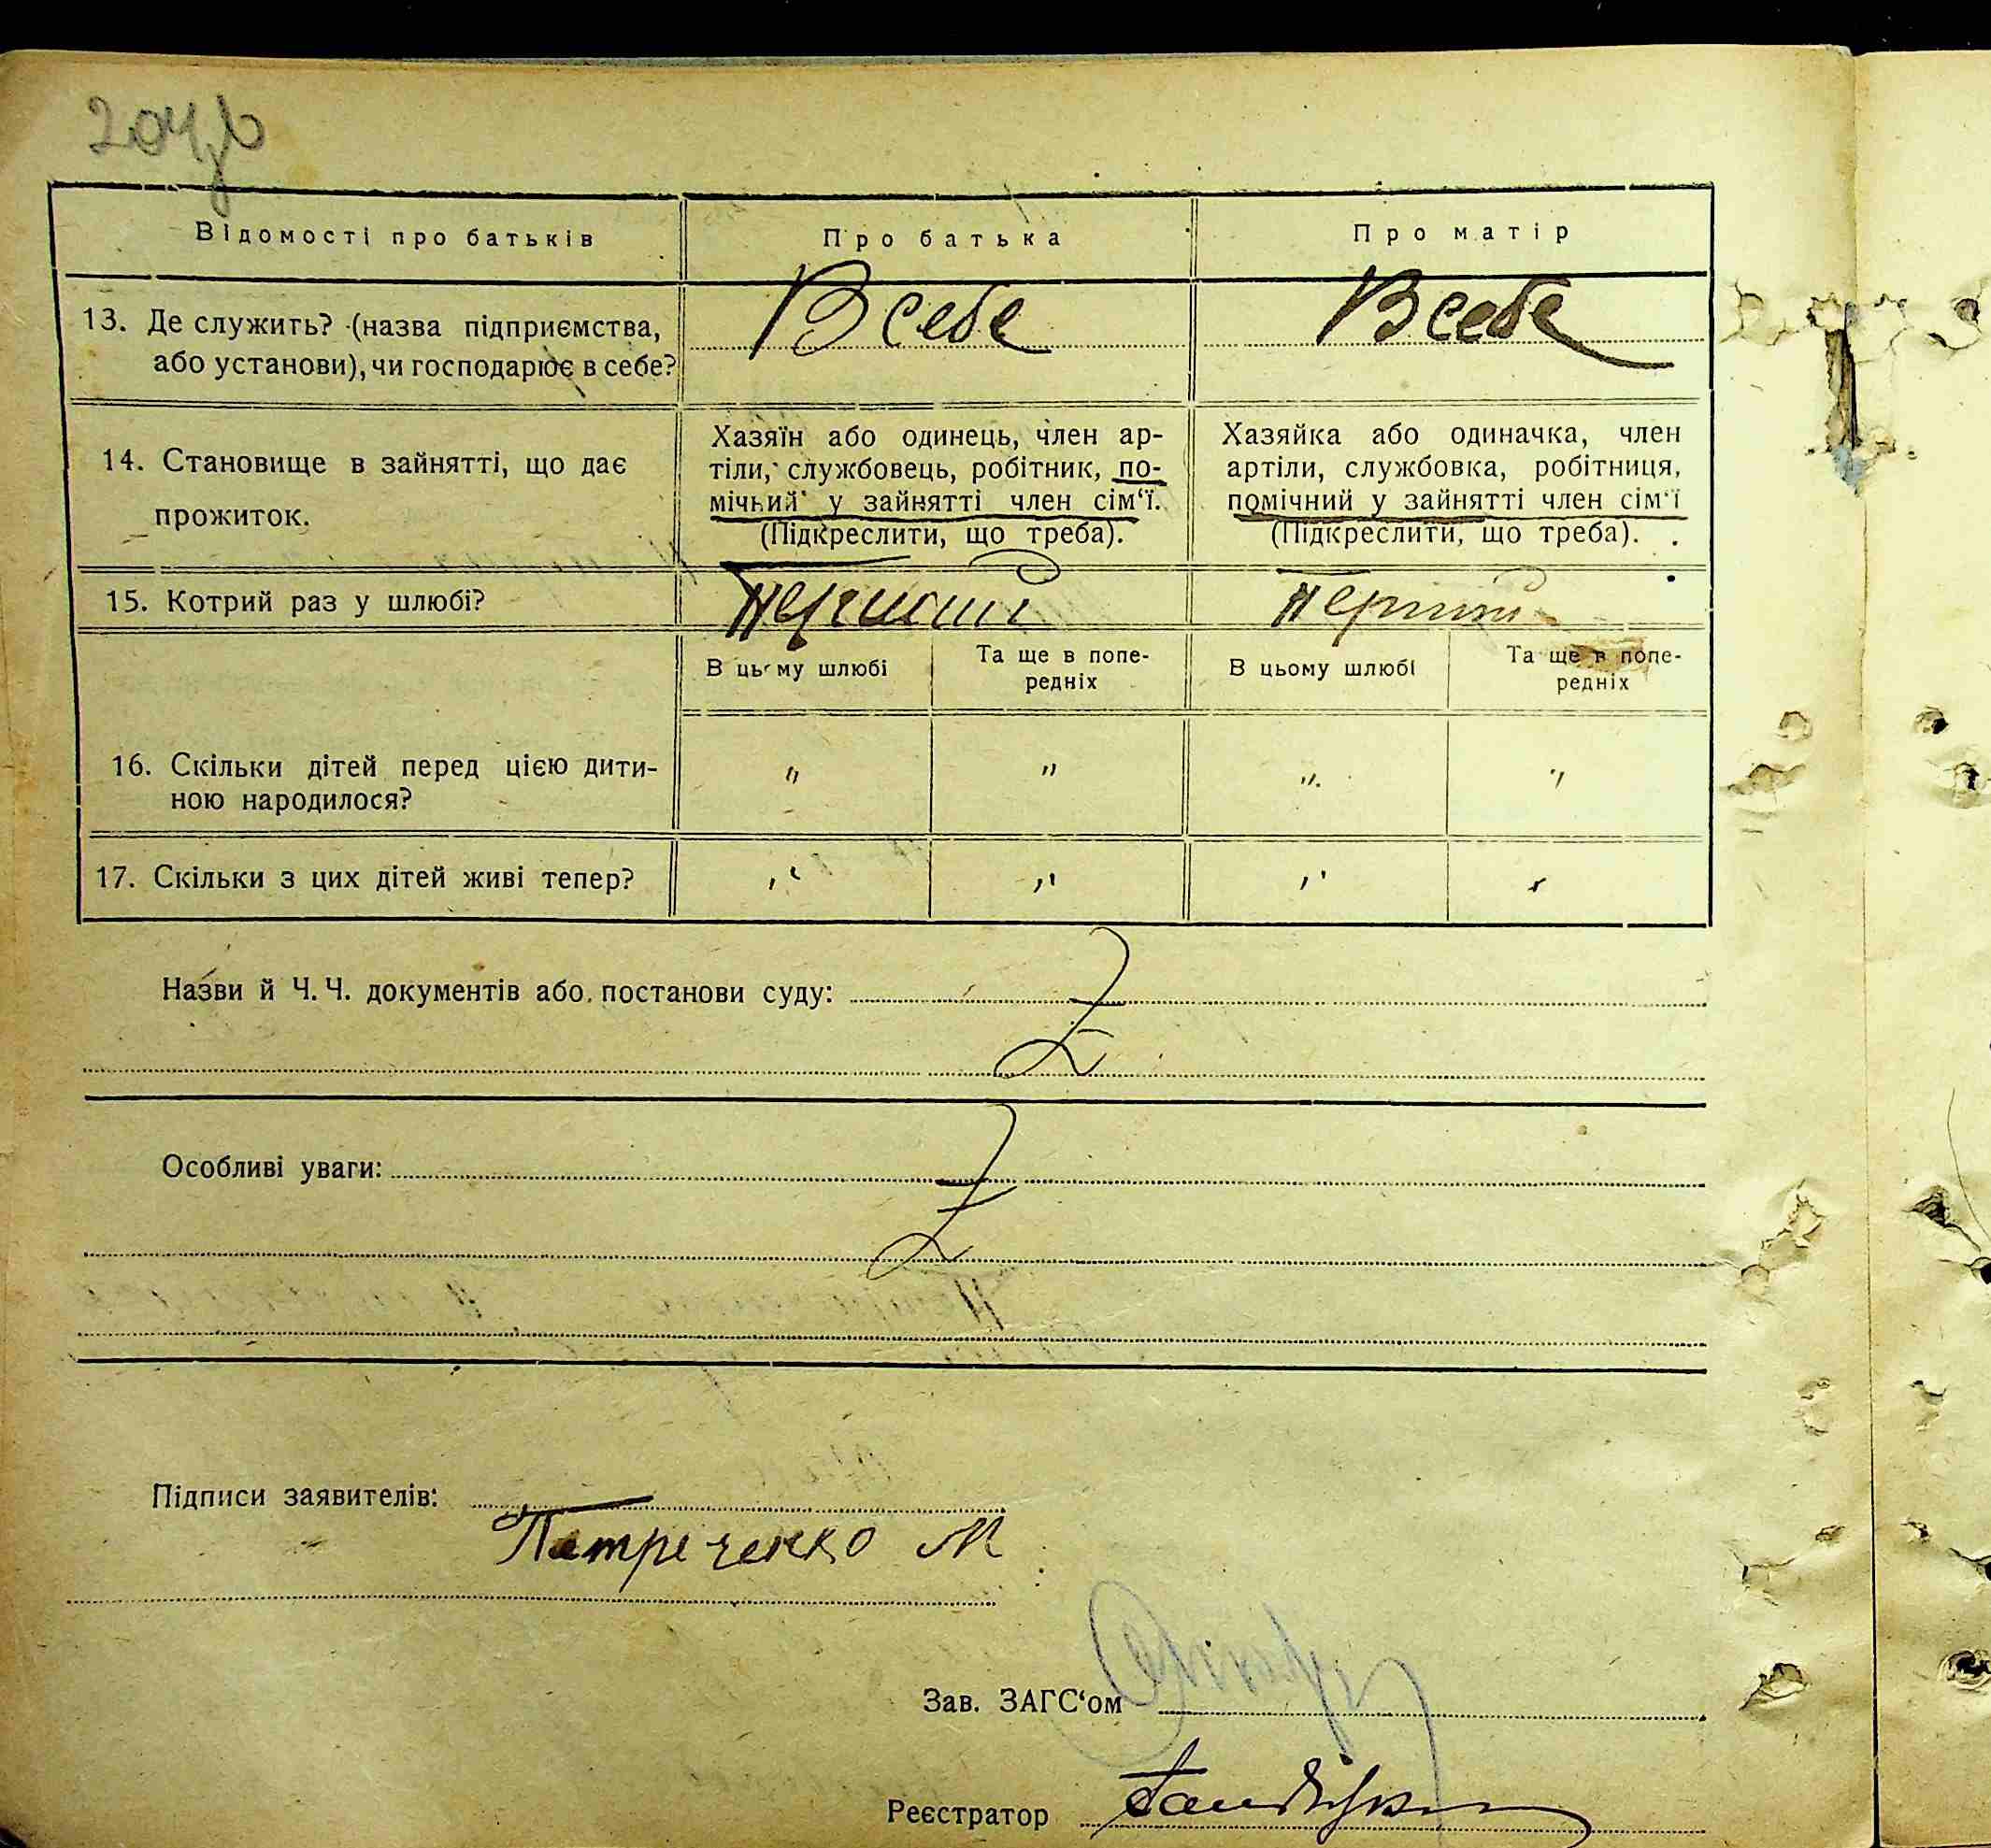 Відомості про батьків
Про батька
Про матір
13. Де служить? (назва підприємства,
або установи), чи господарює в себе?
В себе
В себе
14. Становище в зайнятті, що дає
прожиток.
Хазяїн або одинець, член ар-
тіли, службовець, робітник, по-
мічний у зайнятті член сім‘ї.
(Підкреслити, що треба).
Хазяйка або одиначка, член
артіли, службовка, робітниця,
помічний у зайнятті член сім‘ї
(Підкреслити, що треба).
15. Котрий раз у шлюбі?
Перший
Перший
В цьому шлюбі
Та ще в попе-
редніх
В цьому шлюбі
Та ще в попе-
редніх
16. Скільки дітей перед цією дити-
ною народилося?
"
"
"
"
17. Скільки з цих дітей живі тепер?
"
"
"
Назви й Ч. Ч. документів або постанови суду:
Z
Особливі уваги:
Z
Підписи заявителів:
Петреченко М
Зав. ЗАГС‘ом
Реєстратор